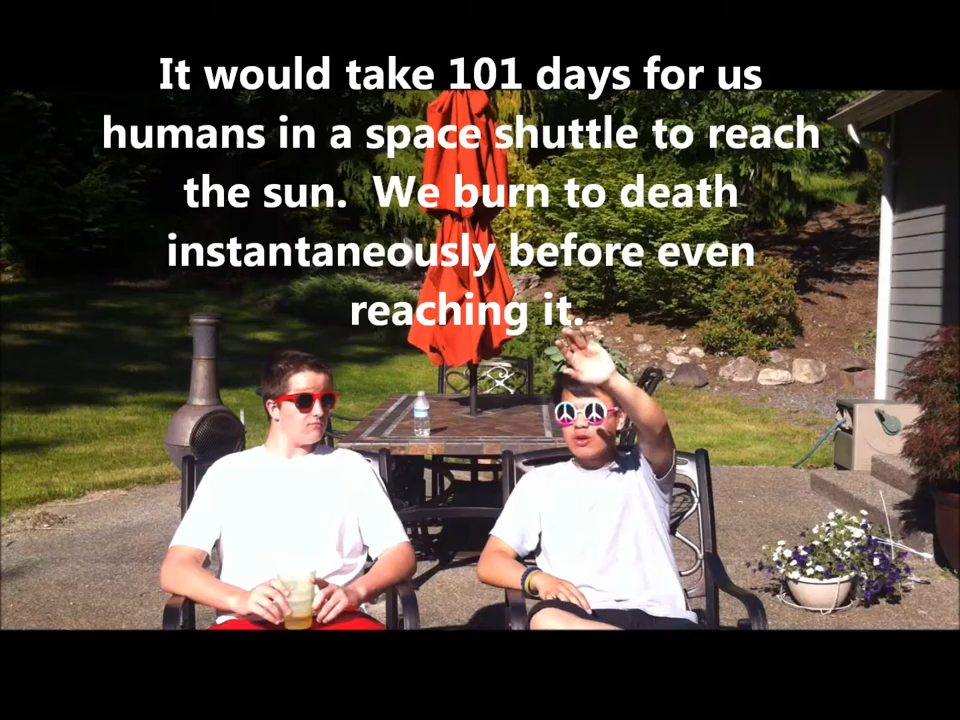 It would take 101 days for us
humans in a space shuttle to reach
the sun.  We burn to death
instantaneously before even
reaching it.